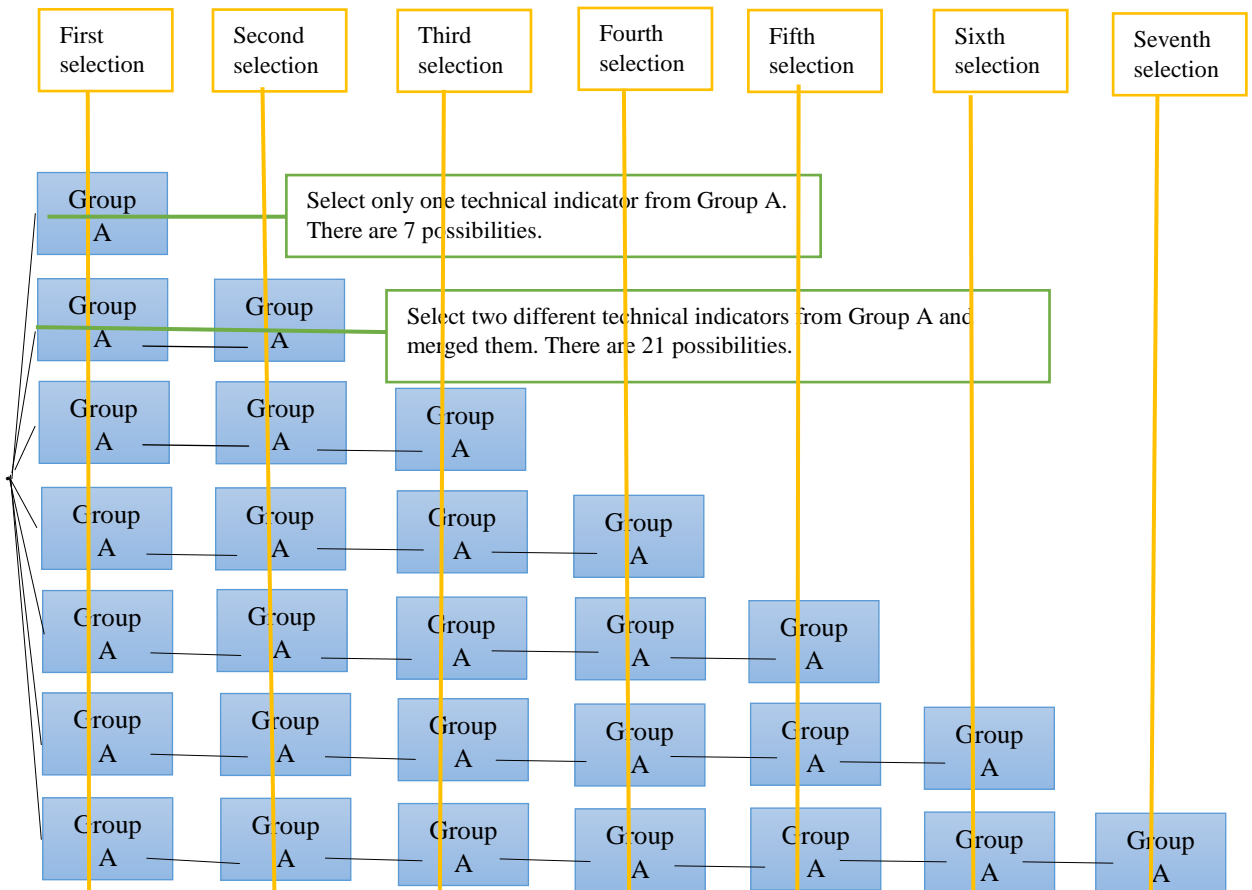 First
selection
Second
selection
Third
selection
Fourth
selection
Fifth
selection
Sixth
selection
Seventh
selection
Group
A
Select only one technical indicator from Group A.
There are 7 possibilities.
Group
A
Group
A
Select two different technical indicators from Group A and
merged them. There are 21 possibilities.
Group
A
Group
A
Group
A
Group
A
Group
A
Group
A
Group
A
Group
A
Group
A
Group
A
Group
A
Group
A
Group
A
Group
A
Group
A
Group
A
Group
A
Group
A
Group
A
Group
A
Group
A
Group
A
Group
A
Group
A
Group
A